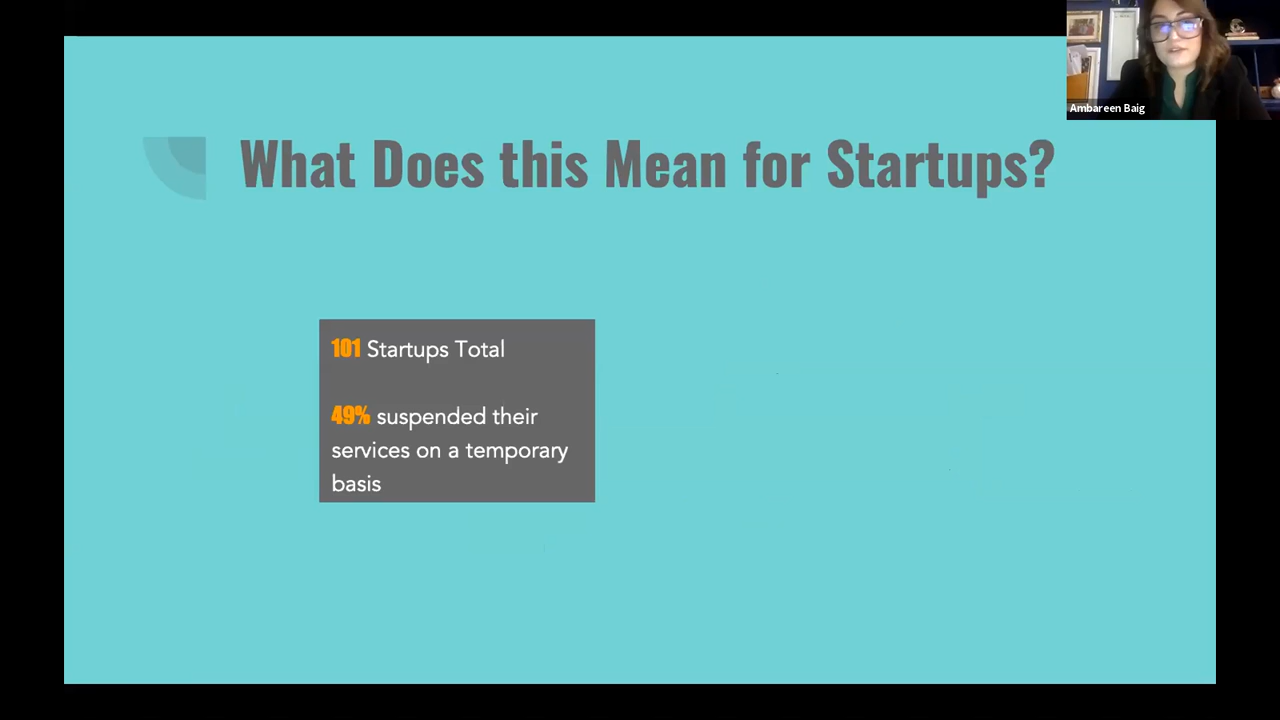 Ambareen Baig
What Does this Mean for Startups?
101 Startups Total
49% suspended their
services on a temporary
basis